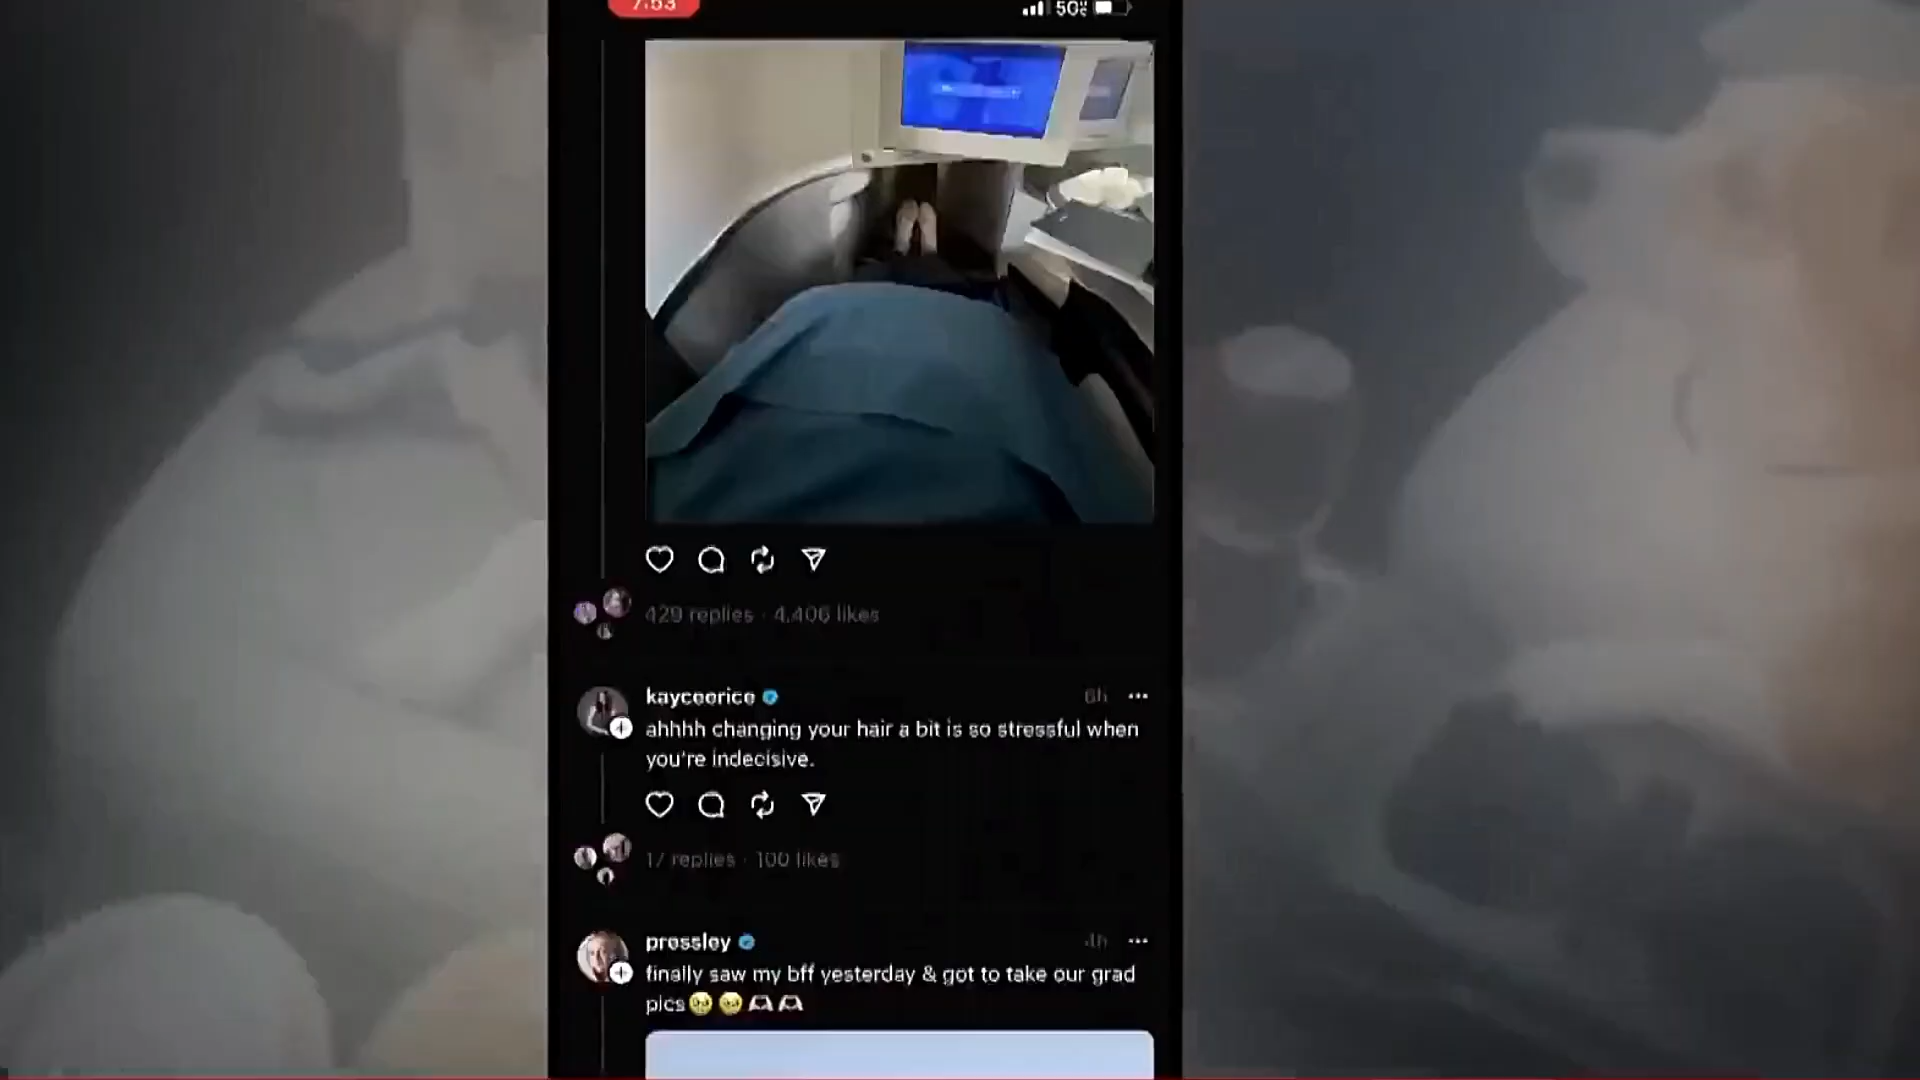 7:53
5G
429 replies · 4,406 likes
kayceerice
6h
ahhhh changing your hair a bit is so stressful when
you're indecisive.
17 replies · 100 likes
pressley
4h
finally saw my bff yesterday & got to take our grad
pics🥹🥹🫶🫶